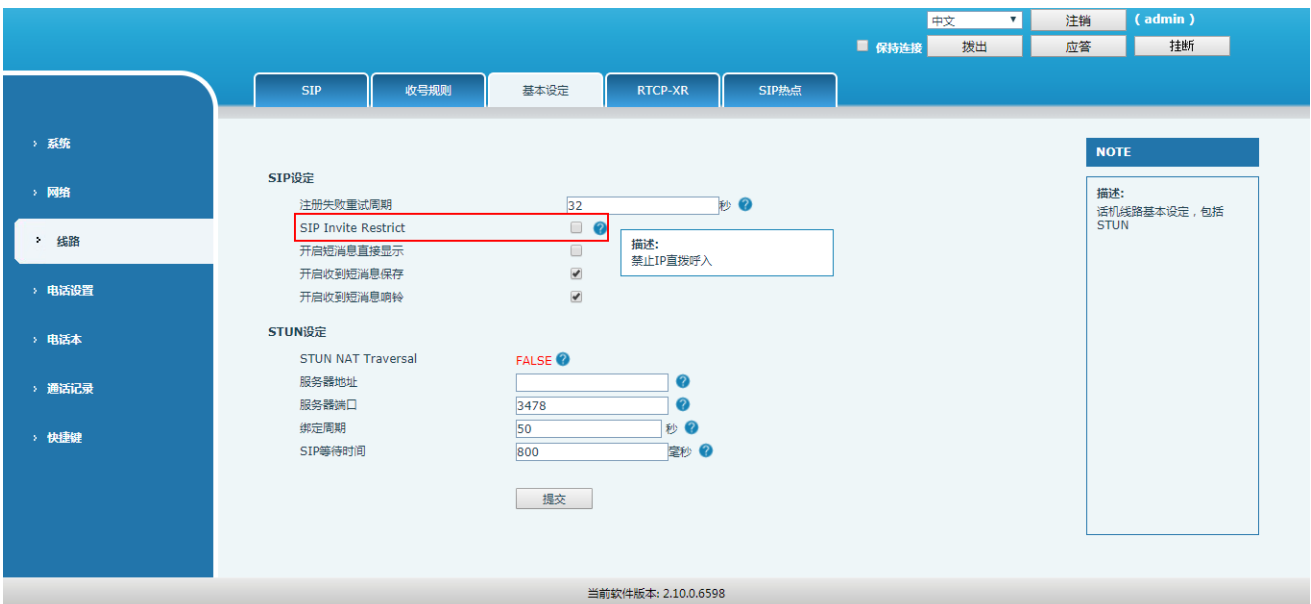 中文 注销 ( admin )
保持连接 拨出 应答 挂断
SIP 收号规则 基本设定 RTCP-XR SIP热点
› 系统
› 网络
› 线路
› 电话设置
› 电话本
› 通话记录
› 快捷键
SIP设定
注册失败重试周期 32 秒 ?
SIP Invite Restrict ?
开启短消息直接显示
开启收到短消息保存
开启收到短消息响铃
描述:
禁止IP直拨呼入
STUN设定
STUN NAT Traversal FALSE ?
服务器地址 ?
服务器端口 3478 ?
绑定周期 50 秒 ?
SIP等待时间 800 毫秒 ?
提交
NOTE
描述:
话机线路基本设定，包括
STUN
当前软件版本: 2.10.0.6598